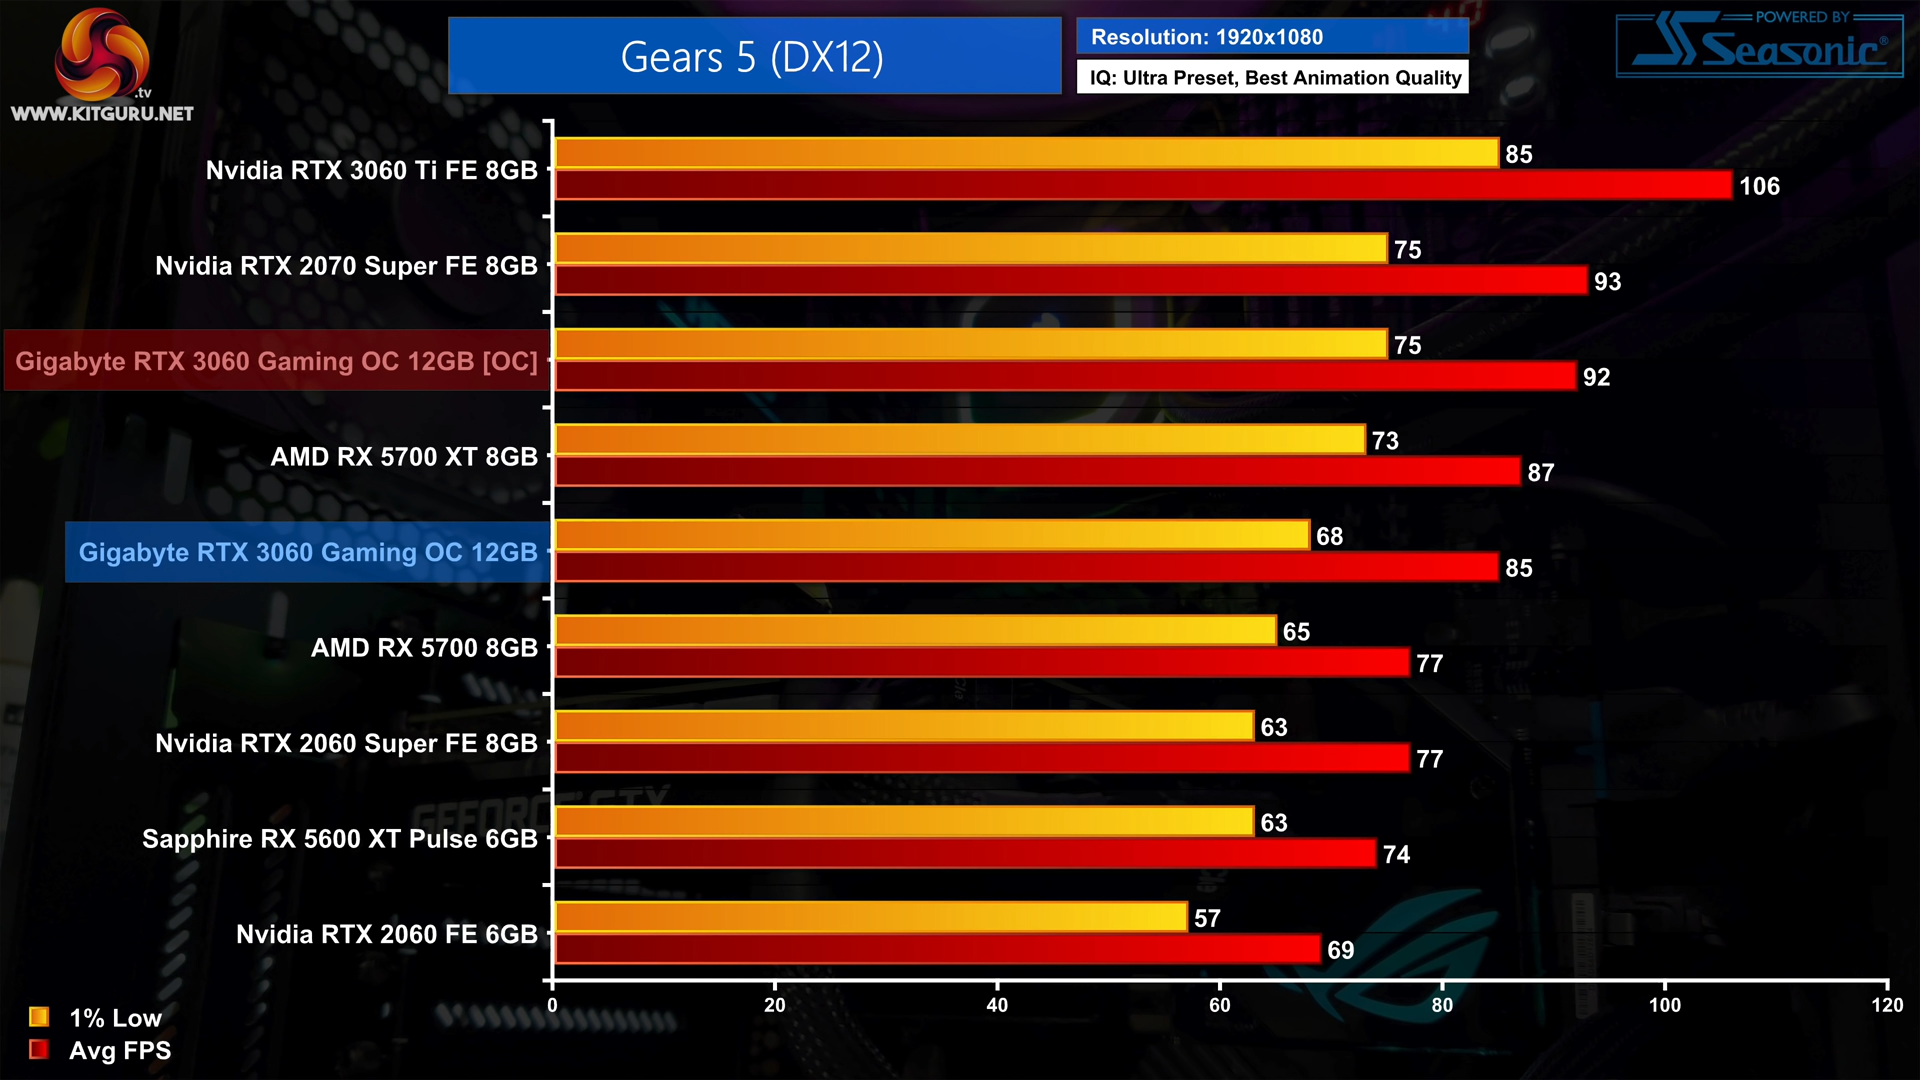 .tv
WWW.KITGURU.NET
Gears 5 (DX12)
Resolution: 1920x1080
IQ: Ultra Preset, Best Animation Quality
POWERED BY
Seasonic®
Nvidia RTX 3060 Ti FE 8GB
85
106
Nvidia RTX 2070 Super FE 8GB
75
93
Gigabyte RTX 3060 Gaming OC 12GB [OC]
75
92
AMD RX 5700 XT 8GB
73
87
Gigabyte RTX 3060 Gaming OC 12GB
68
85
AMD RX 5700 8GB
65
77
Nvidia RTX 2060 Super FE 8GB
63
77
GEFORCE GTX
Sapphire RX 5600 XT Pulse 6GB
63
74
Nvidia RTX 2060 FE 6GB
57
69
0 20 40 60 80 100 120
1% Low
Avg FPS